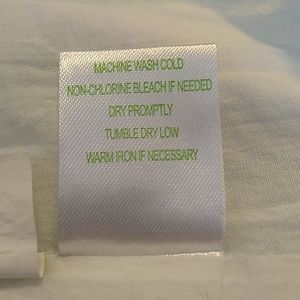 MACHINE WASH COLD
NON-CHLORINE BLEACH IF NEEDED
DRY PROMPTLY
TUMBLE DRY LOW
WARM IRON IF NECESSARY